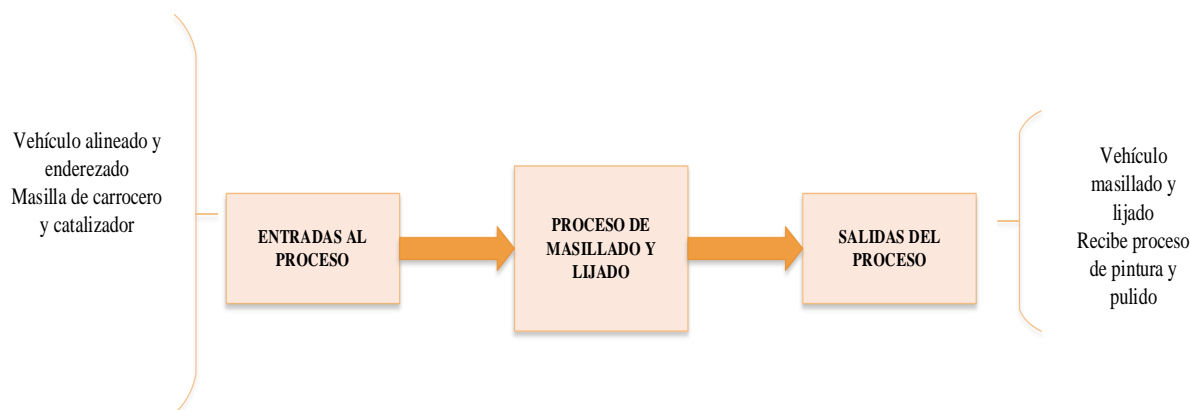 Vehículo alineado y
enderezado
Masilla de carrocero
y catalizador
ENTRADAS AL
PROCESO
PROCESO DE
MASILLADO Y
LIJADO
SALIDAS DEL
PROCESO
Vehículo
masillado y
lijado
Recibe proceso
de pintura y
pulido